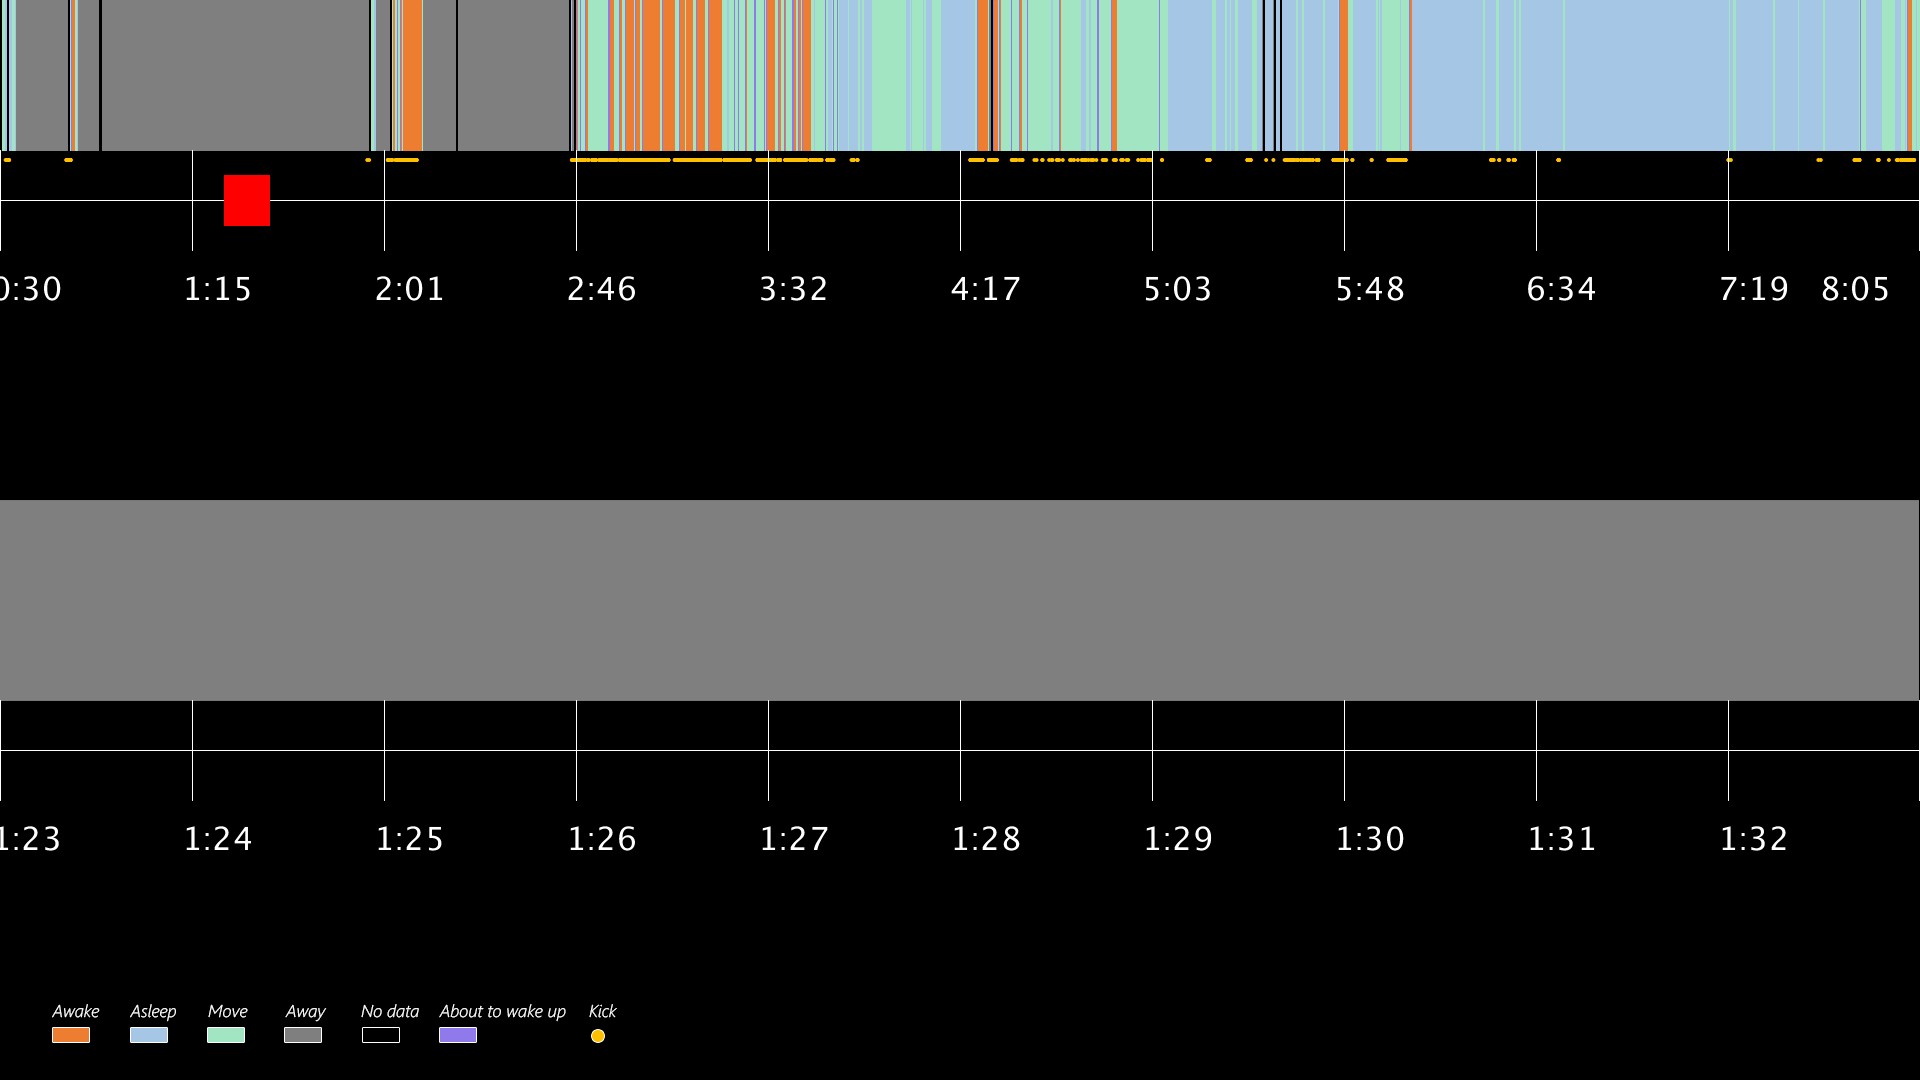 0:30 1:15 2:01 2:46 3:32 4:17 5:03 5:48 6:34 7:19 8:05
1:23 1:24 1:25 1:26 1:27 1:28 1:29 1:30 1:31 1:32
Awake Asleep Move Away No data About to wake up Kick